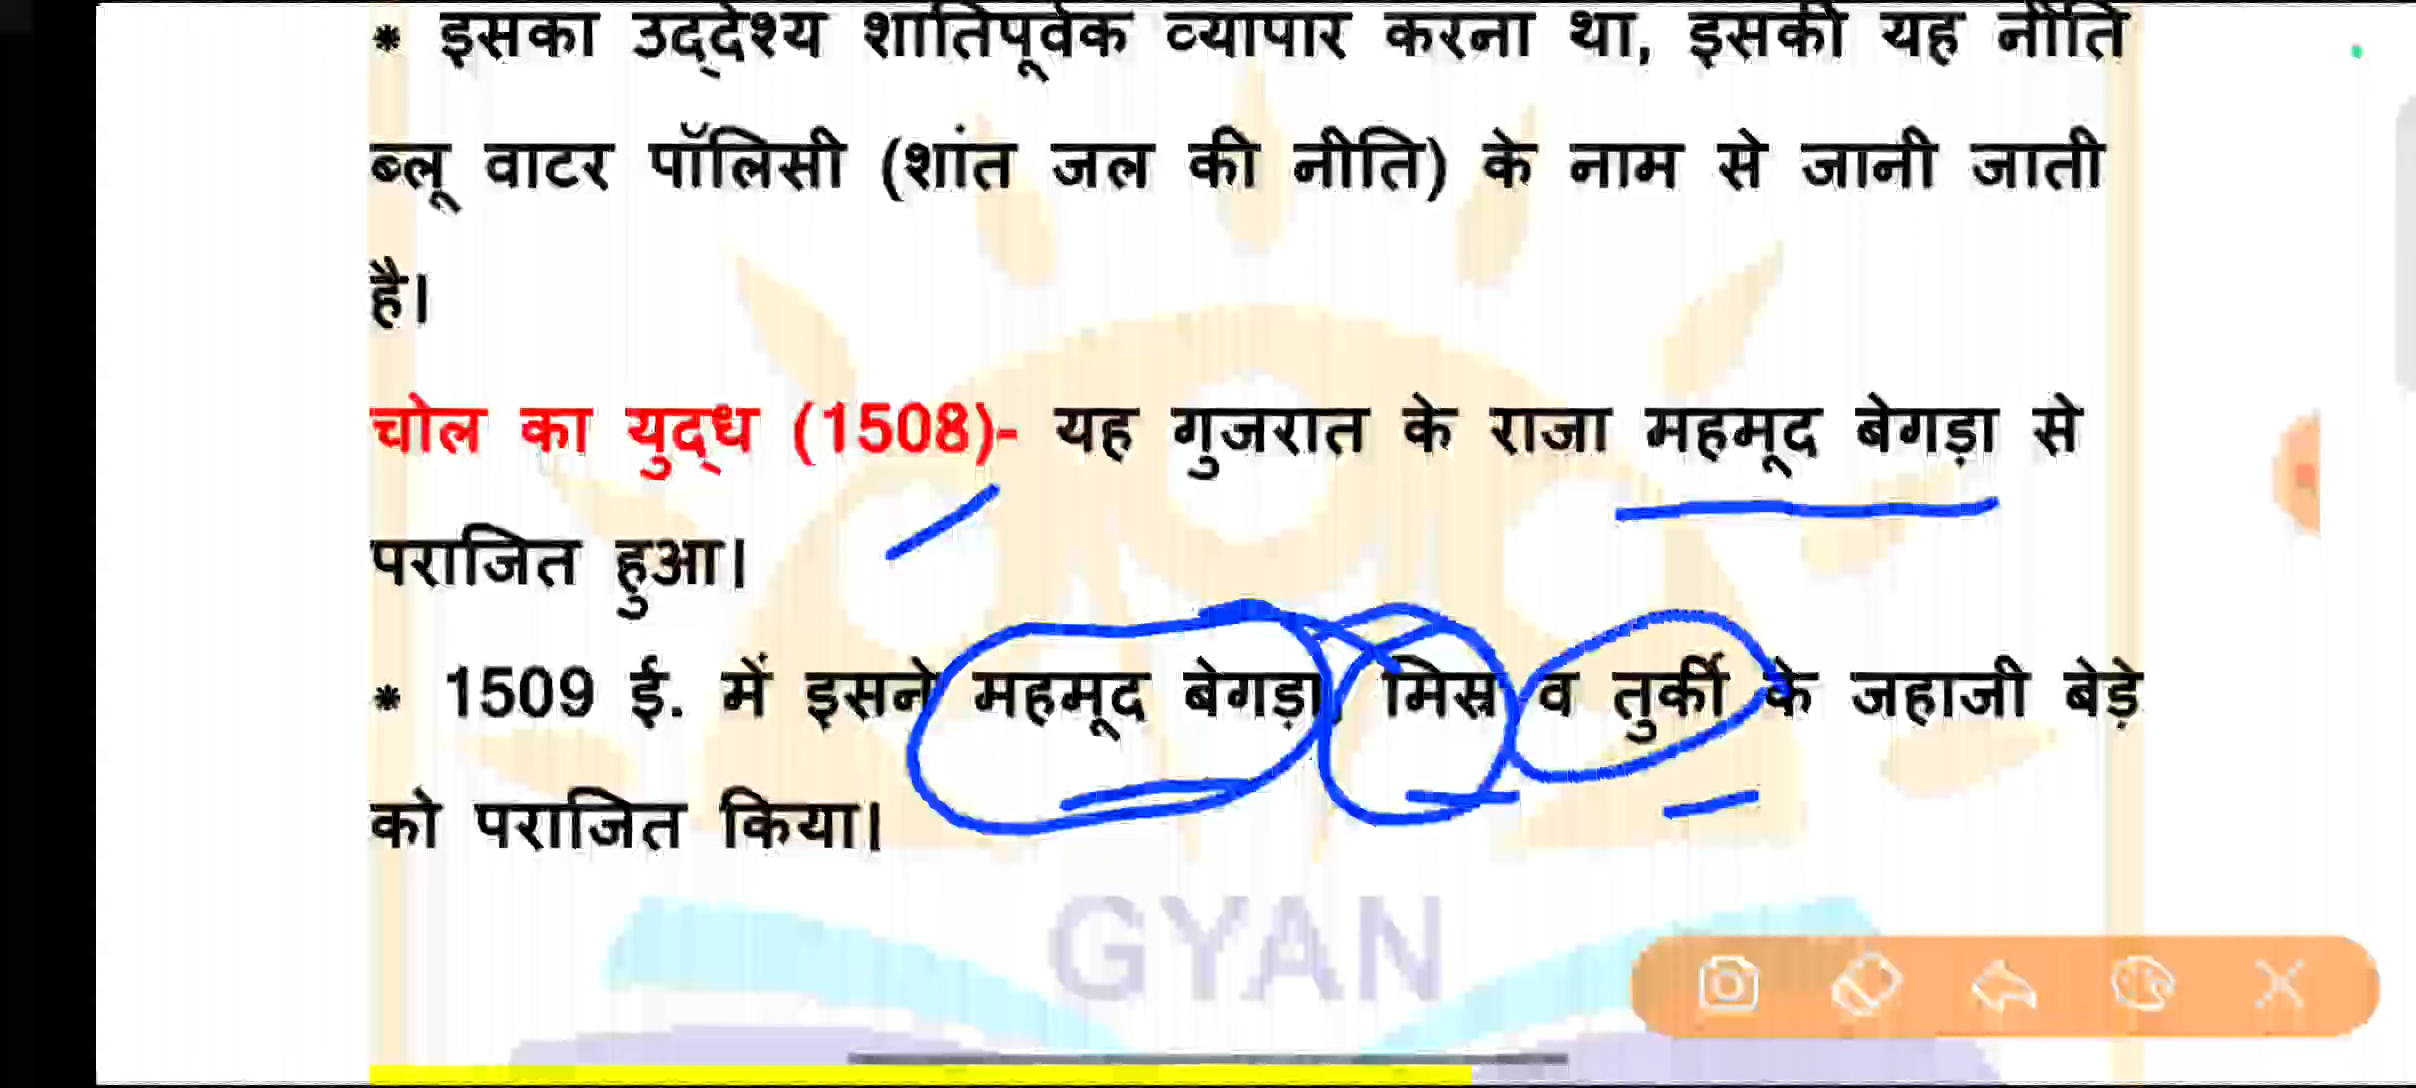 * इसका उद्देश्य शांतिपूर्वक व्यापार करना था, इसकी यह नीति
ब्लू वाटर पॉलिसी (शांत जल की नीति) के नाम से जानी जाती
है।
चोल का युद्ध (1508)- यह गुजरात के राजा महमूद बेगड़ा से
पराजित हुआ।
* 1509 ई. में इसने महमूद बेगड़ा, मिस्र व तुर्की के जहाजी बेड़े
को पराजित किया।
GYAN